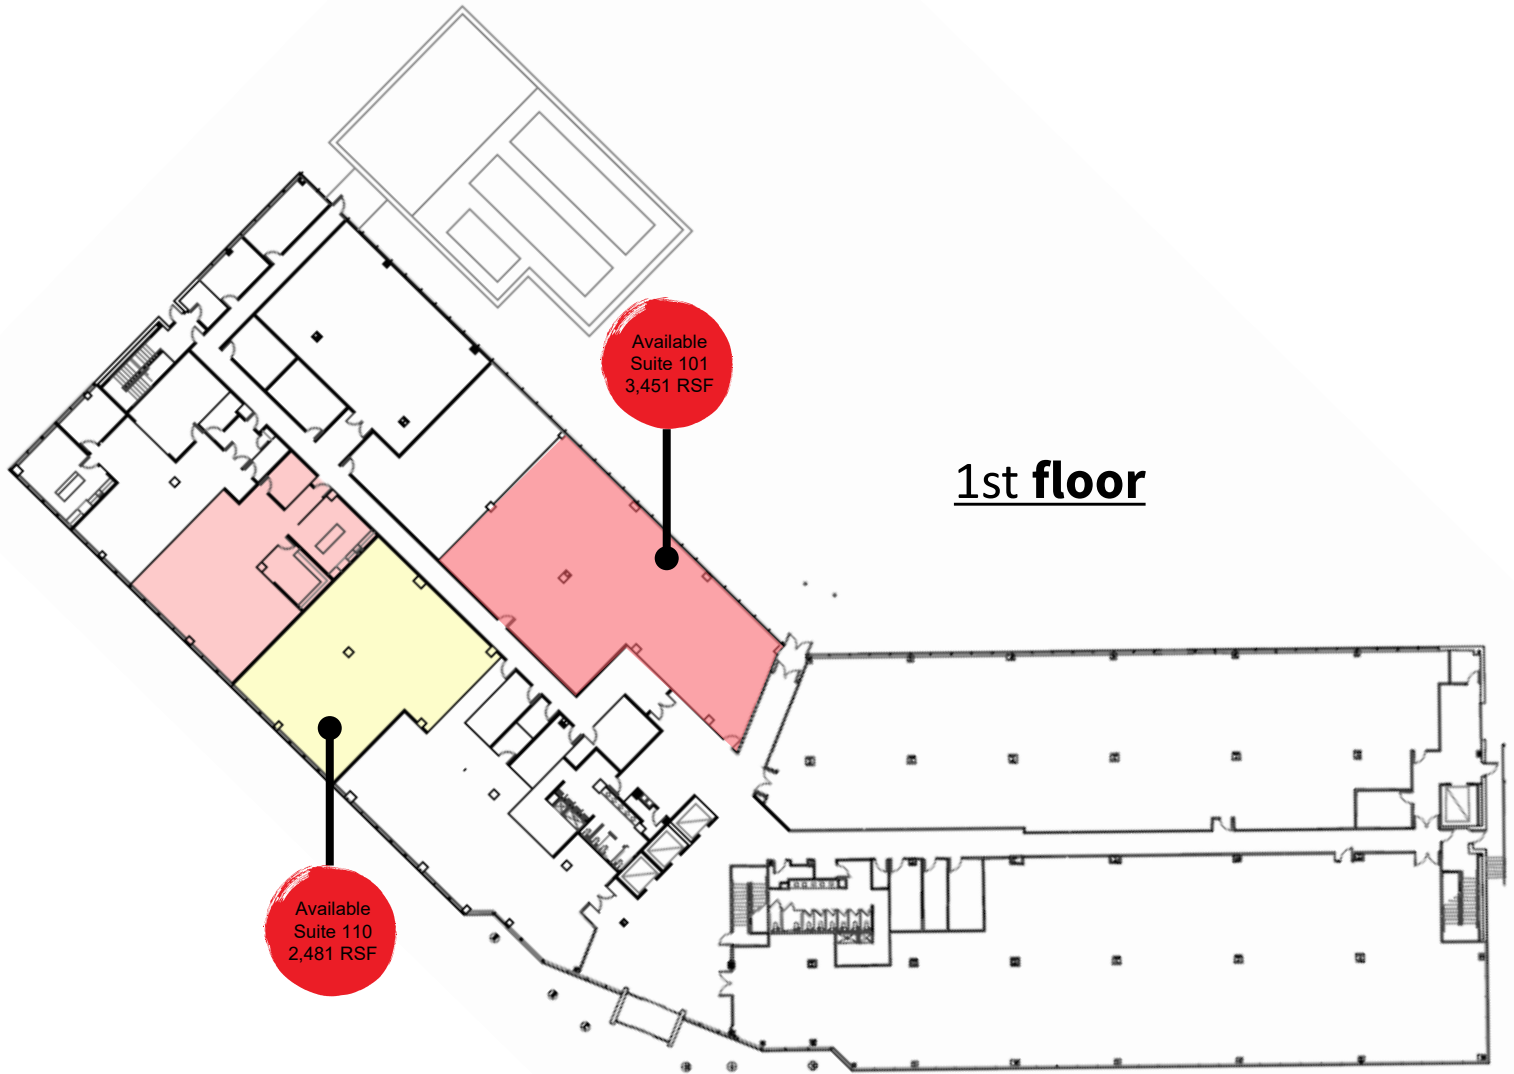 Available
Suite 101
3,451 RSF
1st floor
Available
Suite 110
2,481 RSF